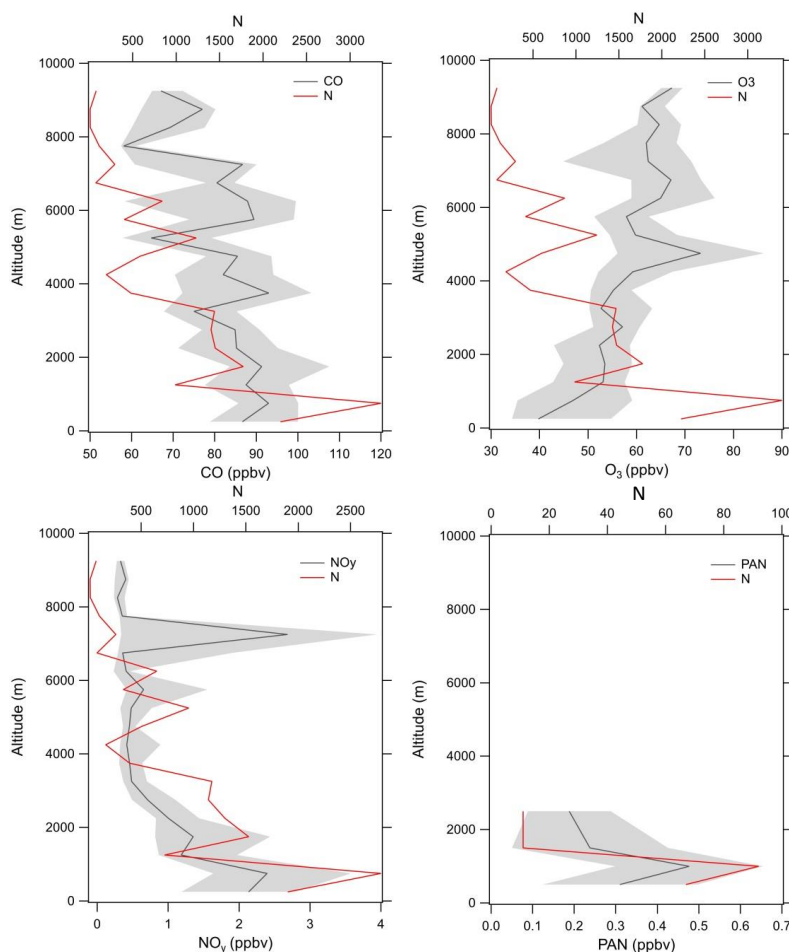 N
500 1000 1500 2000 2500 3000
10000
8000
6000
4000
2000
0
Altitude (m)
CO
N
50 60 70 80 90 100 110 120
CO (ppbv)
N
500 1000 1500 2000 2500 3000
10000
8000
6000
4000
2000
0
Altitude (m)
O3
N
30 40 50 60 70 80 90
O₃ (ppbv)
N
500 1000 1500 2000 2500
10000
8000
6000
4000
2000
0
Altitude (m)
NOy
N
0 1 2 3 4
NOy (ppbv)
N
0 20 40 60 80 100
10000
8000
6000
4000
2000
0
Altitude (m)
PAN
N
0.0 0.1 0.2 0.3 0.4 0.5 0.6 0.7
PAN (ppbv)